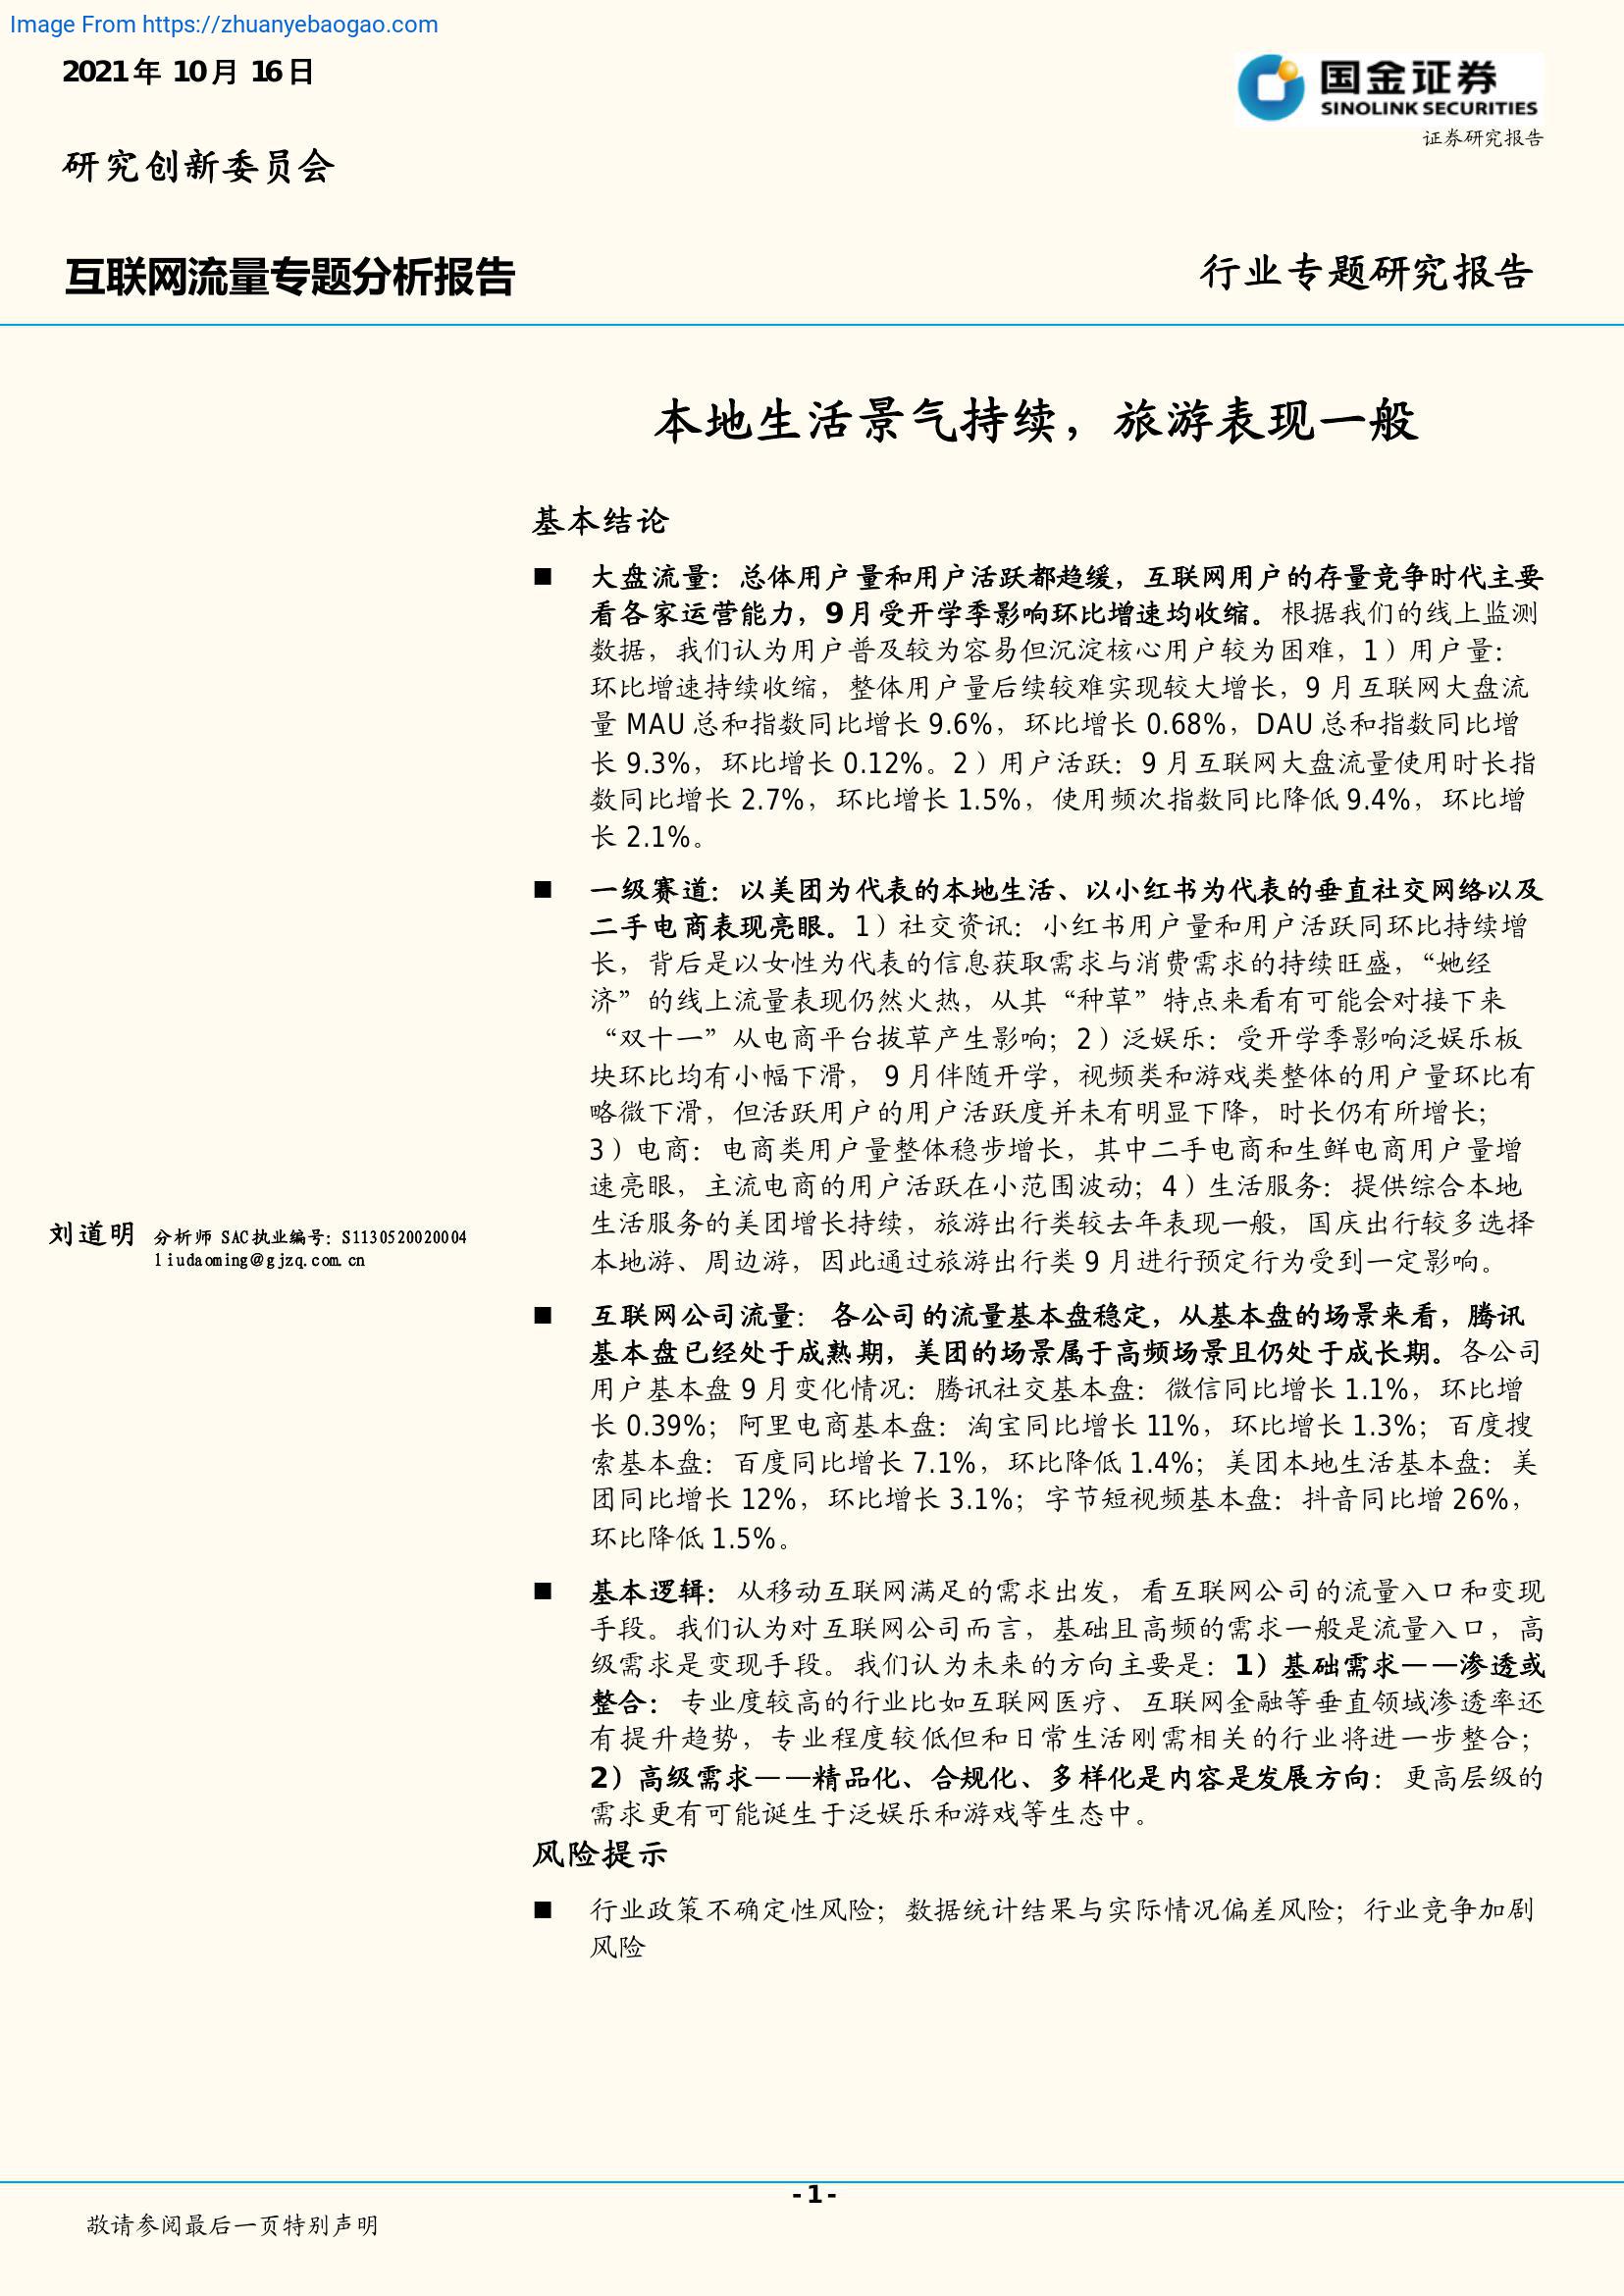 Image From https://zhuanyebaogao.com
2021年 10月 16日
国金证券
SINOLINK SECURITIES
证券研究报告
研究创新委员会
互联网流量专题分析报告
行业专题研究报告
本地生活景气持续，旅游表现一般
基本结论
■ 大盘流量：总体用户量和用户活跃都趋缓，互联网用户的存量竞争时代主要
看各家运营能力，9月受开学季影响环比增速均收缩。根据我们的线上监测
数据，我们认为用户普及较为容易但沉淀核心用户较为困难，1）用户量：
环比增速持续收缩，整体用户量后续较难实现较大增长，9 月互联网大盘流
量 MAU 总和指数同比增长 9.6%，环比增长 0.68%，DAU 总和指数同比增
长 9.3%，环比增长 0.12%。2）用户活跃：9 月互联网大盘流量使用时长指
数同比增长 2.7%，环比增长 1.5%，使用频次指数同比降低 9.4%，环比增
长 2.1%。
■ 一级赛道：以美团为代表的本地生活、以小红书为代表的垂直社交网络以及
二手电商表现亮眼。1）社交资讯：小红书用户量和用户活跃同环比持续增
长，背后是以女性为代表的信息获取需求与消费需求的持续旺盛，“她经
济”的线上流量表现仍然火热，从其“种草”特点来看有可能会对接下来
“双十一”从电商平台拔草产生影响；2）泛娱乐：受开学季影响泛娱乐板
块环比均有小幅下滑， 9 月伴随开学，视频类和游戏类整体的用户量环比有
略微下滑，但活跃用户的用户活跃度并未有明显下降，时长仍有所增长；
3）电商：电商类用户量整体稳步增长，其中二手电商和生鲜电商用户量增
速亮眼，主流电商的用户活跃在小范围波动；4）生活服务：提供综合本地
生活服务的美团增长持续，旅游出行类较去年表现一般，国庆出行较多选择
本地游、周边游，因此通过旅游出行类 9 月进行预定行为受到一定影响。
刘道明 分析师 SAC执业编号：S1130520020004
liudaoming@gjzq.com.cn
■ 互联网公司流量： 各公司的流量基本盘稳定，从基本盘的场景来看，腾讯
基本盘已经处于成熟期，美团的场景属于高频场景且仍处于成长期。各公司
用户基本盘 9 月变化情况：腾讯社交基本盘：微信同比增长 1.1%，环比增
长 0.39%；阿里电商基本盘：淘宝同比增长 11%，环比增长 1.3%；百度搜
索基本盘：百度同比增长 7.1%，环比降低 1.4%；美团本地生活基本盘：美
团同比增长 12%，环比增长 3.1%；字节短视频基本盘：抖音同比增 26%，
环比降低 1.5%。
■ 基本逻辑：从移动互联网满足的需求出发，看互联网公司的流量入口和变现
手段。我们认为对互联网公司而言，基础且高频的需求一般是流量入口，高
级需求是变现手段。我们认为未来的方向主要是：1）基础需求——渗透或
整合：专业度较高的行业比如互联网医疗、互联网金融等垂直领域渗透率还
有提升趋势，专业程度较低但和日常生活刚需相关的行业将进一步整合；
2）高级需求——精品化、合规化、多样化是内容是发展方向：更高层级的
需求更有可能诞生于泛娱乐和游戏等生态中。
风险提示
■ 行业政策不确定性风险；数据统计结果与实际情况偏差风险；行业竞争加剧
风险
- 1 -
敬请参阅最后一页特别声明